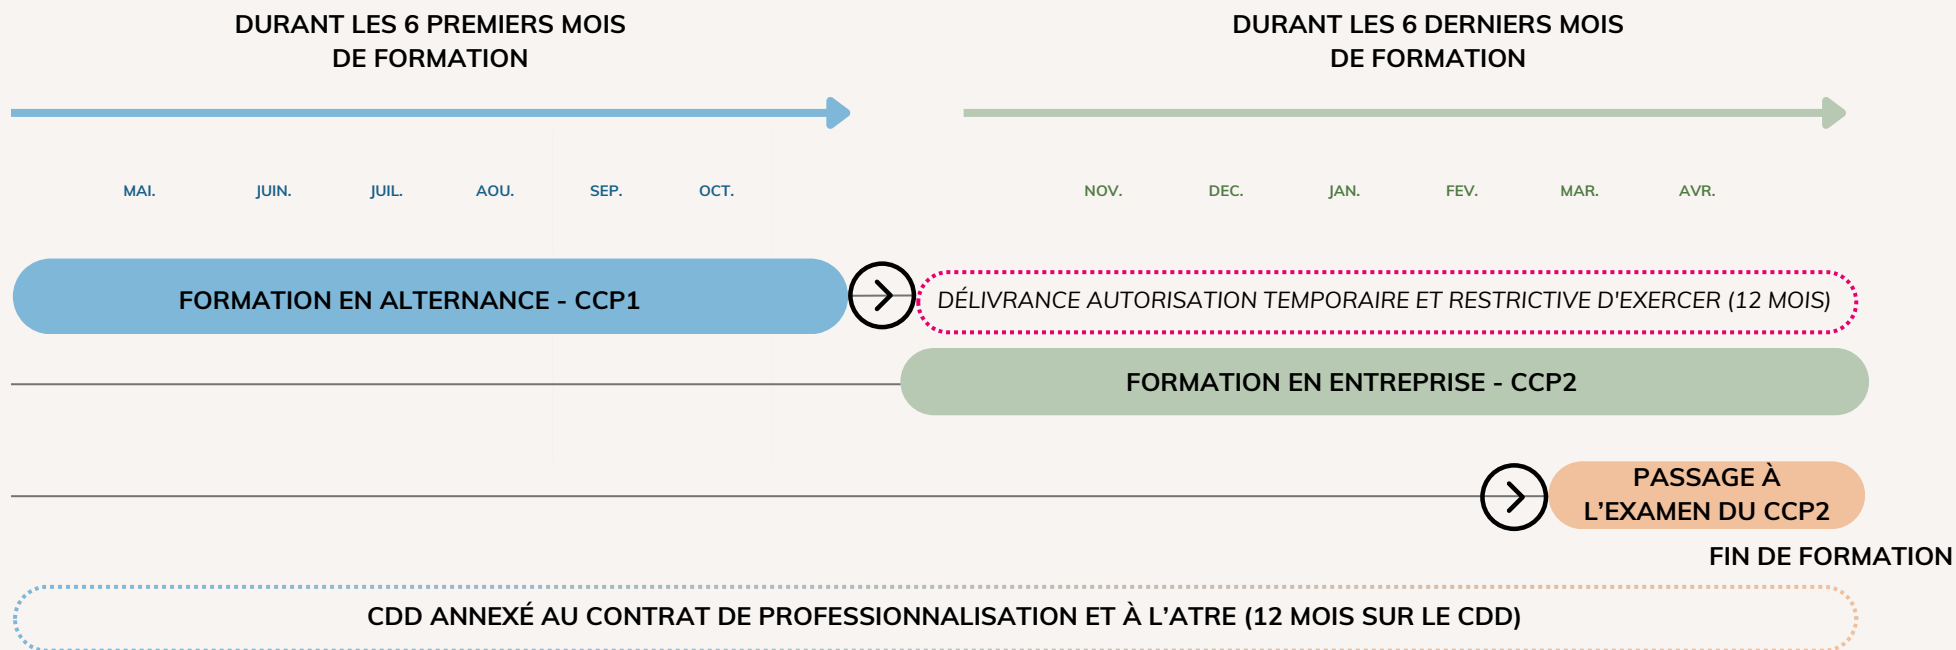 DURANT LES 6 PREMIERS MOIS
DE FORMATION
DURANT LES 6 DERNIERS MOIS
DE FORMATION
MAI. JUIN. JUIL. AOU. SEP. OCT. NOV. DEC. JAN. FEV. MAR. AVR.
FORMATION EN ALTERNANCE - CCP1
DÉLIVRANCE AUTORISATION TEMPORAIRE ET RESTRICTIVE D'EXERCER (12 MOIS)
FORMATION EN ENTREPRISE - CCP2
PASSAGE À
L’EXAMEN DU CCP2
FIN DE FORMATION
CDD ANNEXÉ AU CONTRAT DE PROFESSIONNALISATION ET À L’ATRE (12 MOIS SUR LE CDD)